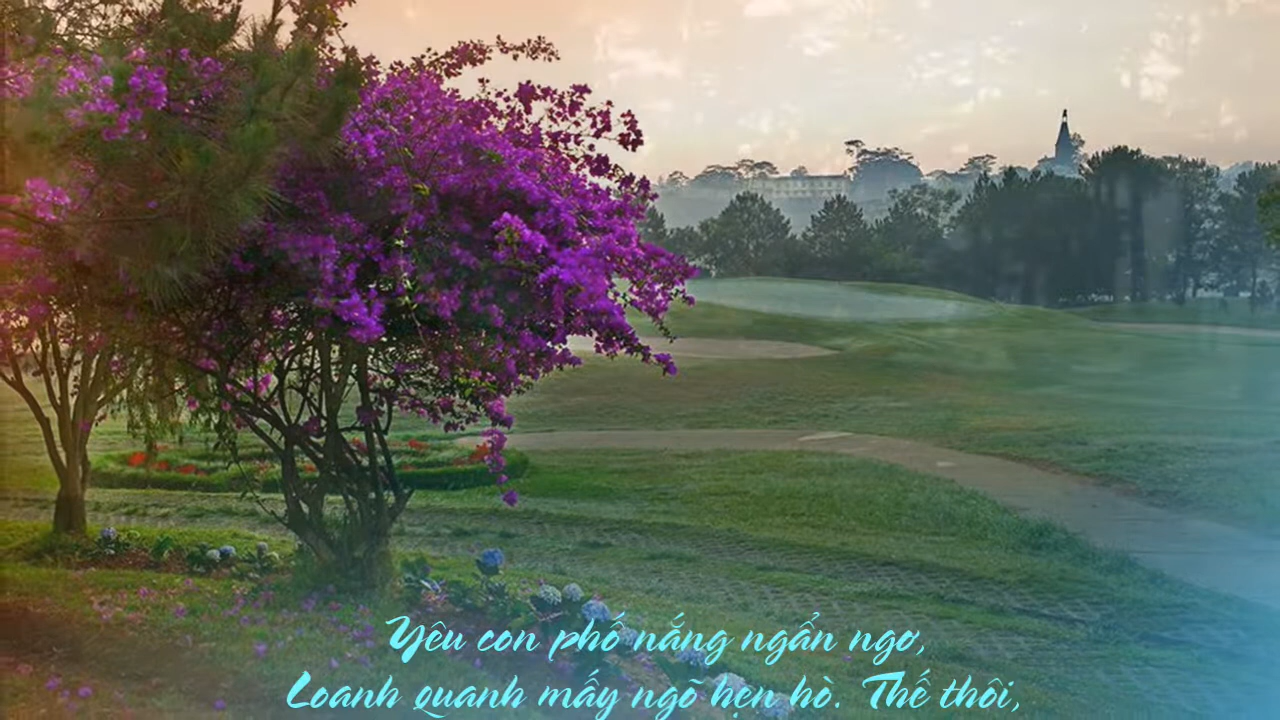 Yêu con phố nắng ngẩn ngơ,
Loanh quanh mấy ngõ hẹn hò. Thế thôi,